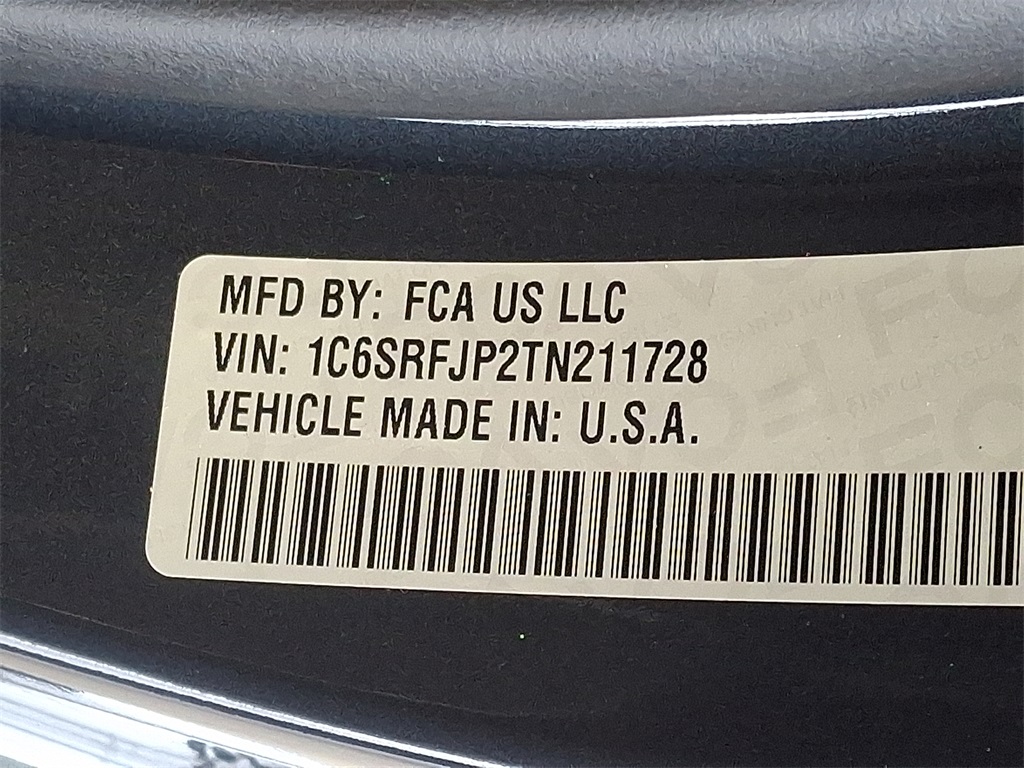 MFD BY: FCA US LLC
VIN: 1C6SRFJP2TN211728
VEHICLE MADE IN: U.S.A.